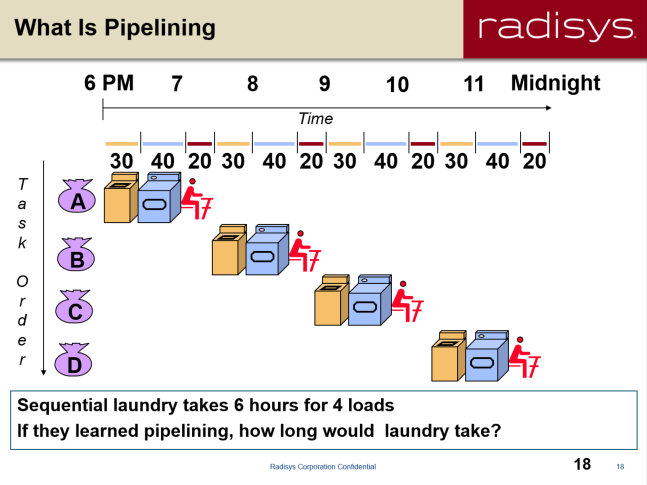 What Is Pipelining
radisys.
6 PM 7 8 9 10 11 Midnight
Time
30 40 20 30 40 20 30 40 20 30 40 20
Task Order
A
B
C
D
Sequential laundry takes 6 hours for 4 loads
If they learned pipelining, how long would laundry take?
Radisys Corporation Confidential
18
18